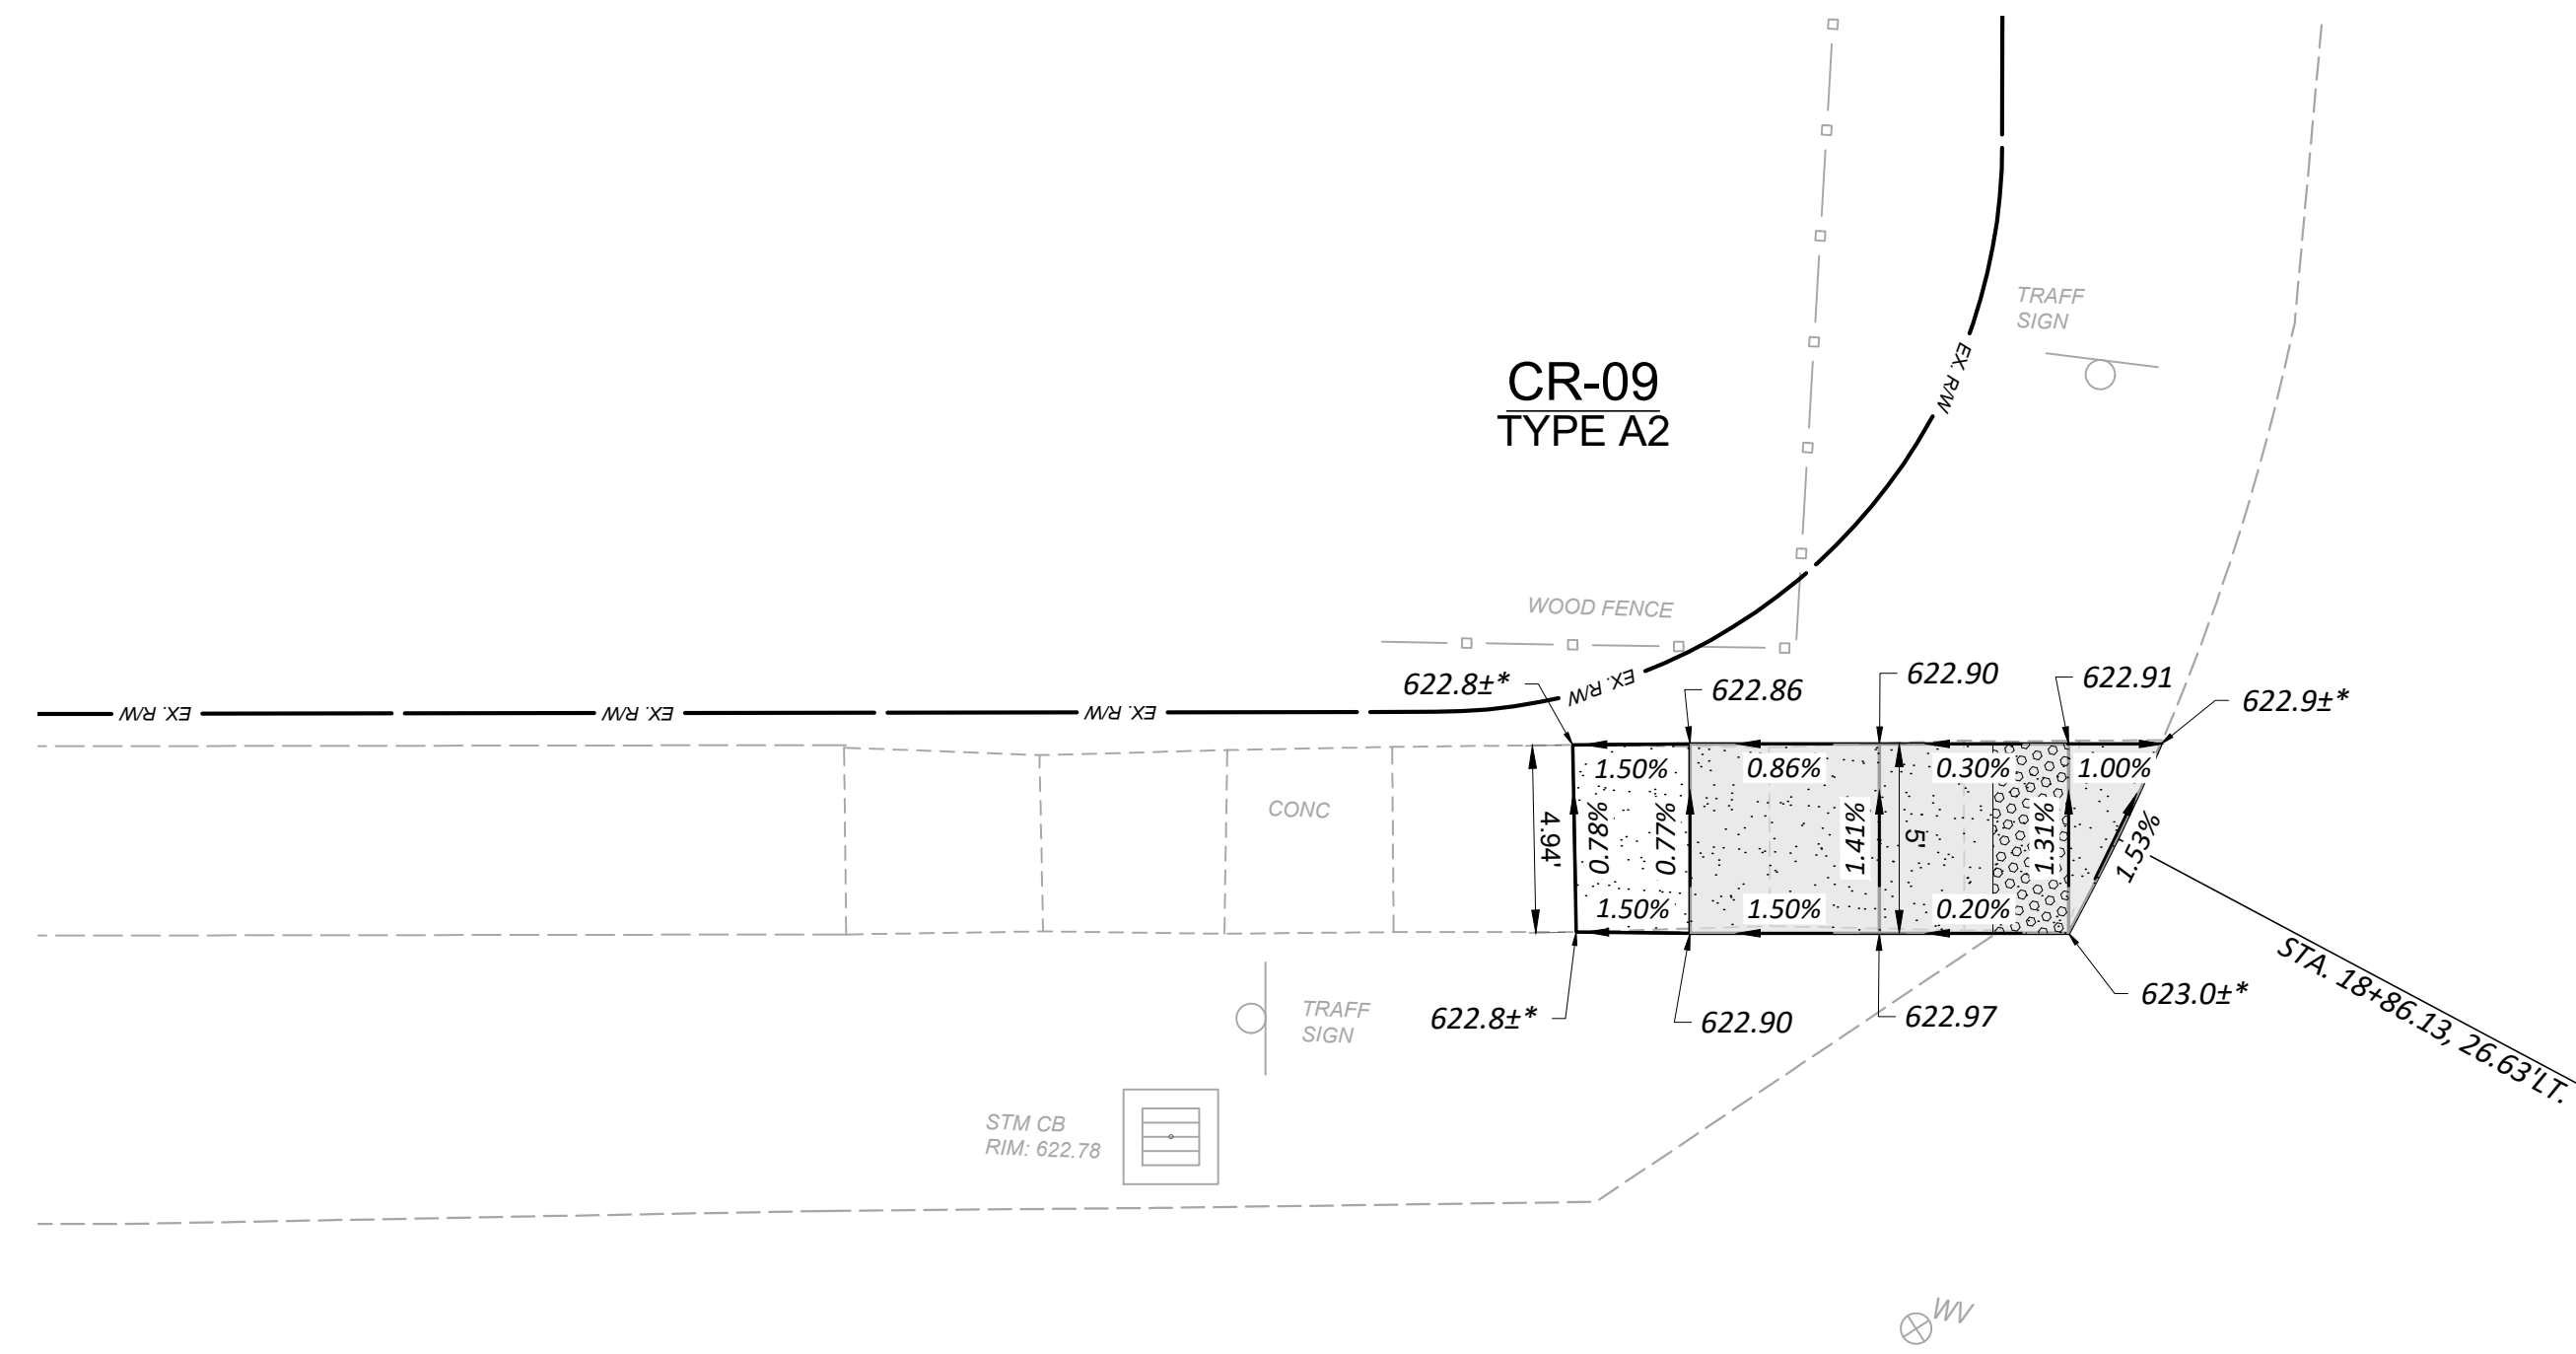 TRAFF
SIGN
CR-09
TYPE A2
EX. R/W
WOOD FENCE
622.8±*
EX. R/W
622.86
622.90
622.91
622.9±*
EX. R/W
EX. R/W
EX. R/W
1.50%
0.86%
0.30%
1.00%
CONC
4.94'
0.78%
0.77%
1.41%
5'
1.31%
1.53%
1.50%
1.50%
0.20%
STA. 18+86.13, 26.63'LT.
TRAFF
SIGN
622.8±*
622.90
622.97
623.0±*
STM CB
RIM: 622.78
WV